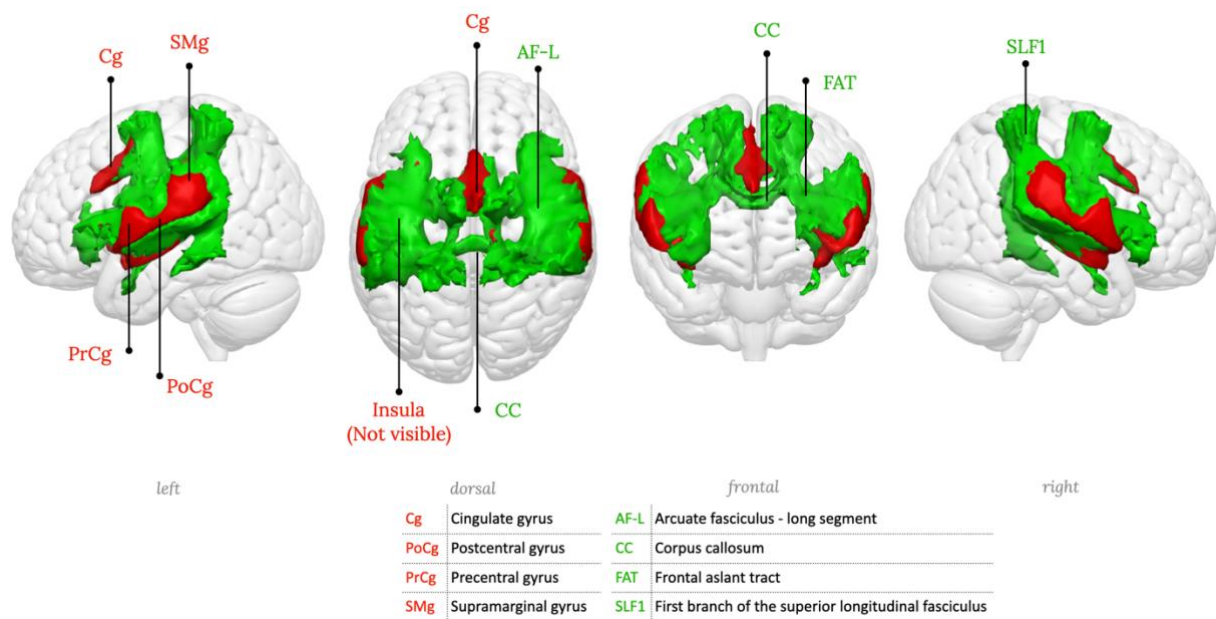 Cg
SMg
Cg
AF-L
CC
FAT
SLF1
PrCg
PoCg
Insula
(Not visible)
CC
left
dorsal
frontal
right
Cg Cingulate gyrus
PoCg Postcentral gyrus
PrCg Precentral gyrus
SMg Supramarginal gyrus
AF-L Arcuate fasciculus - long segment
CC Corpus callosum
FAT Frontal aslant tract
SLF1 First branch of the superior longitudinal fasciculus